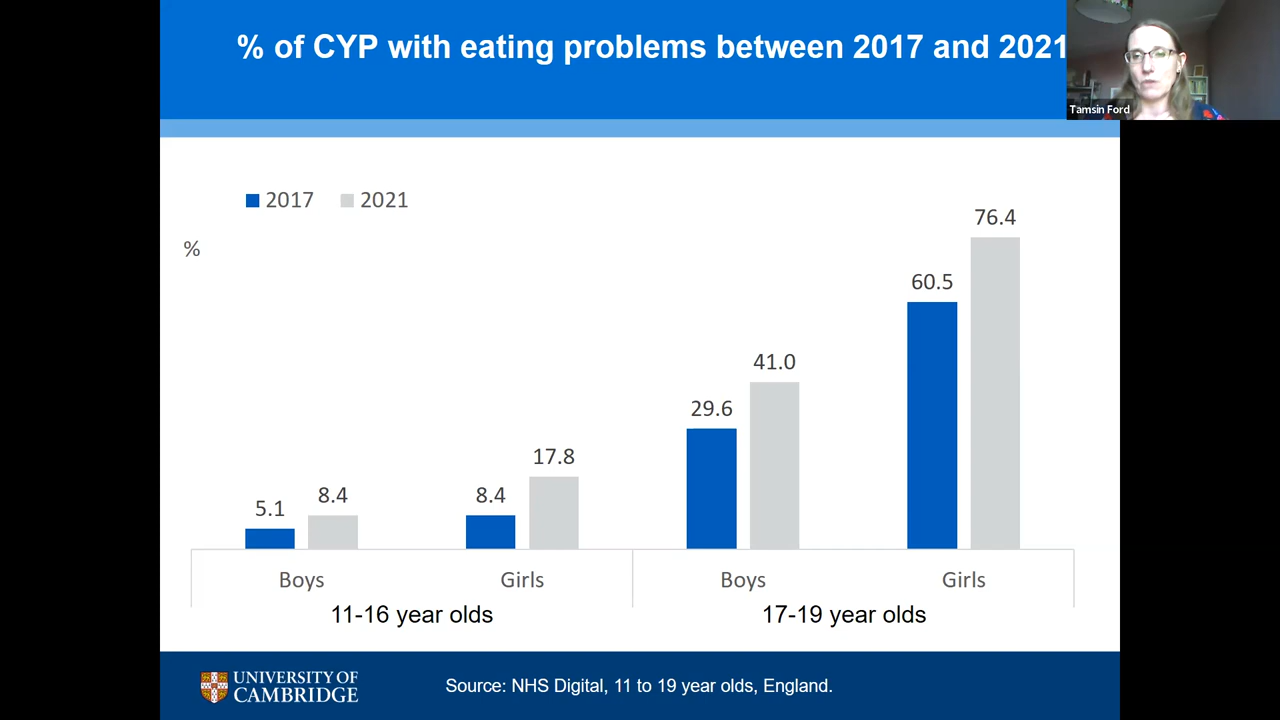 % of CYP with eating problems between 2017 and 2021
Tamsin Ford
2017 2021
%
5.1 8.4 8.4 17.8 29.6 41.0 60.5 76.4
Boys Girls Boys Girls
11-16 year olds 17-19 year olds
UNIVERSITY OF
CAMBRIDGE
Source: NHS Digital, 11 to 19 year olds, England.